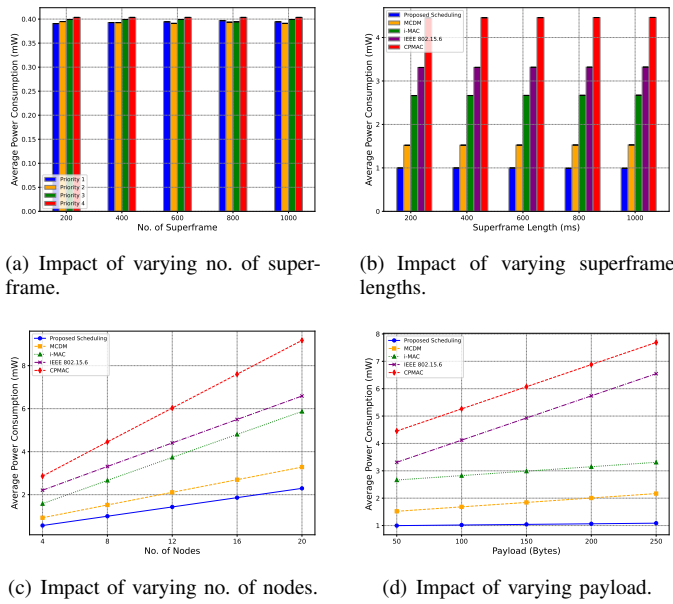 0.40
0.35
0.30
0.25
0.20
0.15
0.10
0.05
0.00
Average Power Consumption (mW)
Priority 1
Priority 2
Priority 3
Priority 4
200 400 600 800 1000
No. of Superframe
(a) Impact of varying no. of super-
frame.
4
3
2
1
0
Average Power Consumption (mW)
Proposed Scheduling
MCDM
i-MAC
IEEE 802.15.6
CPMAC
200 400 600 800 1000
Superframe Length (ms)
(b) Impact of varying superframe
lengths.
8
6
4
2
Average Power Consumption (mW)
Proposed Scheduling
MCDM
i-MAC
IEEE 802.15.6
CPMAC
4 8 12 16 20
No. of Nodes
(c) Impact of varying no. of nodes.
8
7
6
5
4
3
2
1
Average Power Consumption (mW)
Proposed Scheduling
MCDM
i-MAC
IEEE 802.15.6
CPMAC
50 100 150 200 250
Payload (Bytes)
(d) Impact of varying payload.